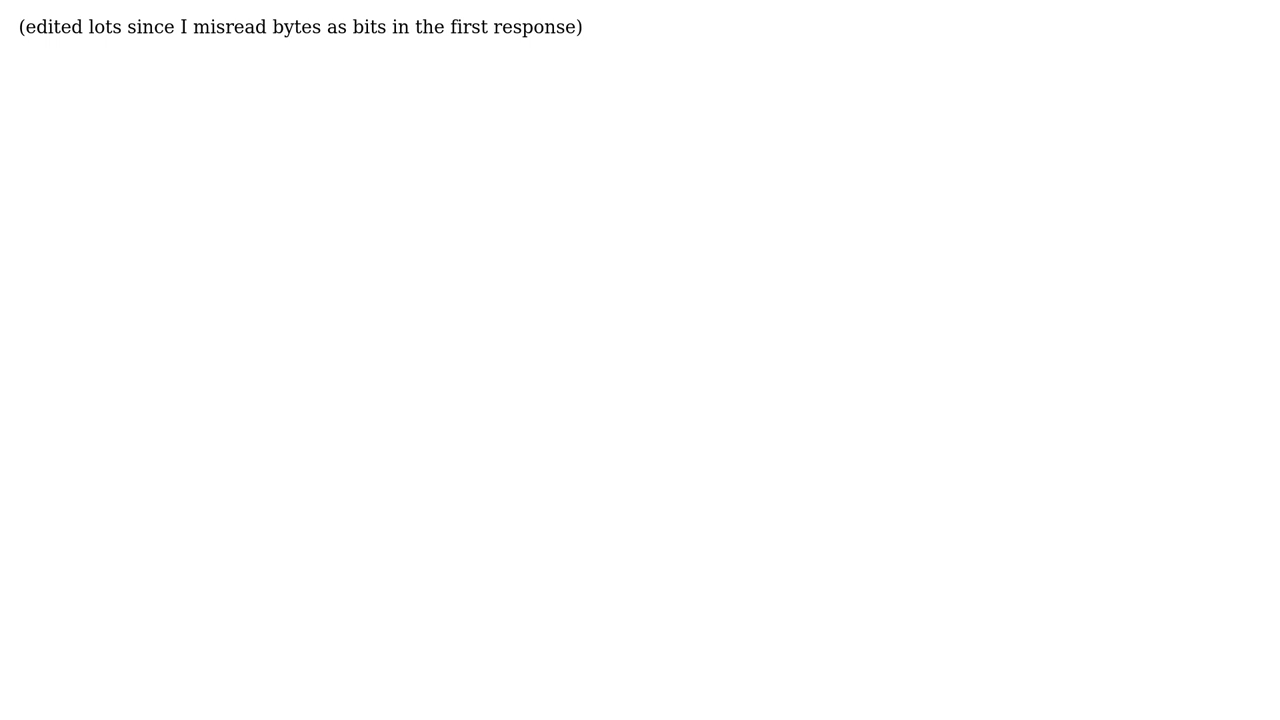 (edited lots since I misread bytes as bits in the first response)